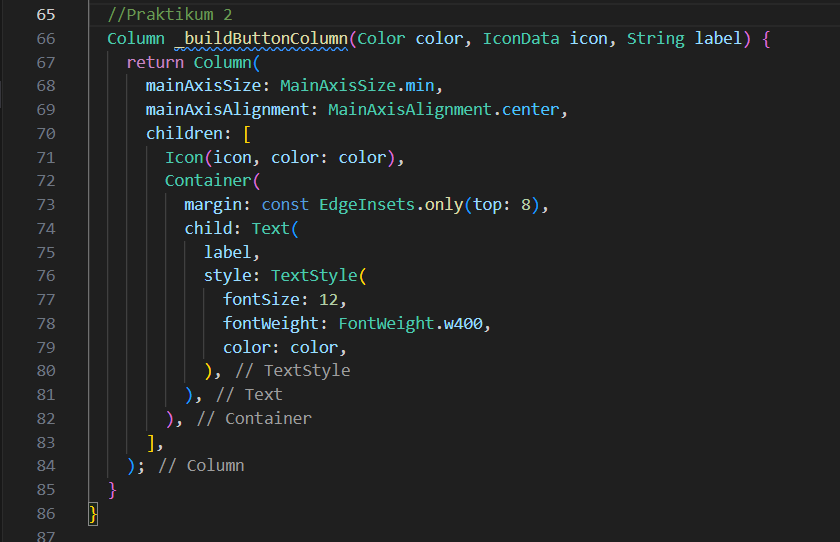 65 //Praktikum 2
66 Column _buildButtonColumn(Color color, IconData icon, String label) {
67 return Column(
68 mainAxisSize: MainAxisSize.min,
69 mainAxisAlignment: MainAxisAlignment.center,
70 children: [
71 Icon(icon, color: color),
72 Container(
73 margin: const EdgeInsets.only(top: 8),
74 child: Text(
75 label,
76 style: TextStyle(
77 fontSize: 12,
78 fontWeight: FontWeight.w400,
79 color: color,
80 ), // TextStyle
81 ), // Text
82 ), // Container
83 ],
84 ); // Column
85 }
86 }
87